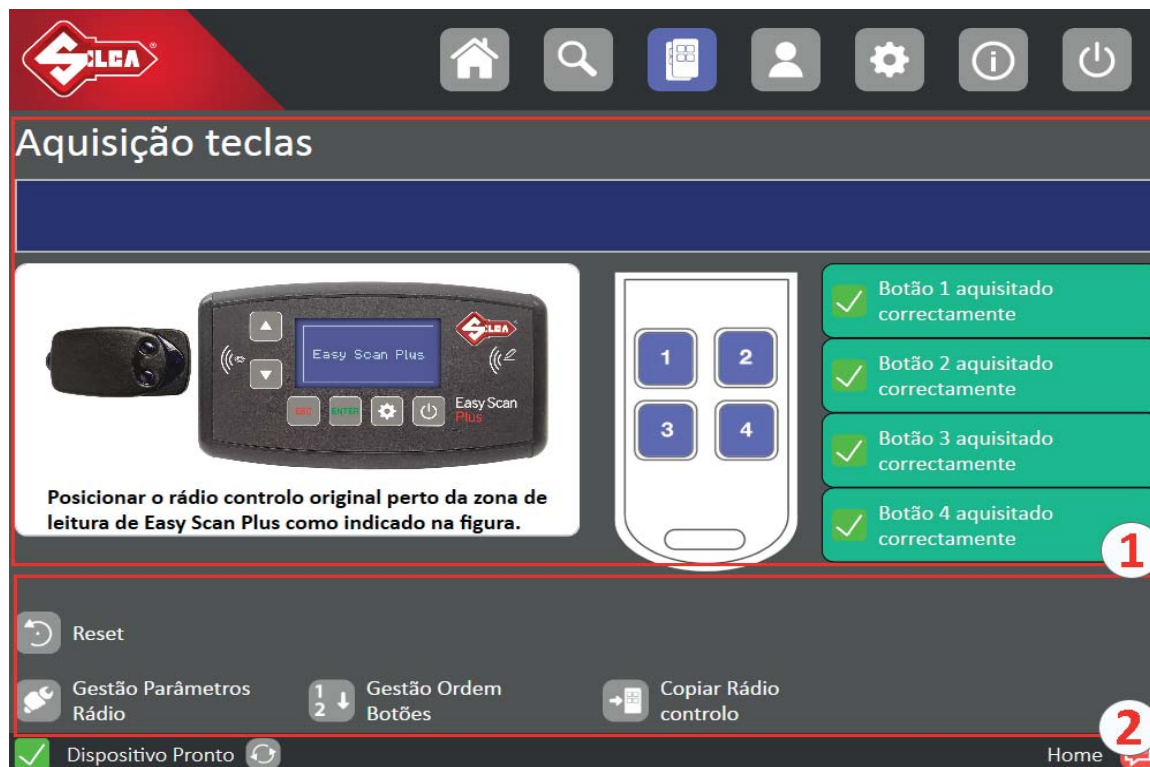 SILCA
Aquisição teclas
Easy Scan Plus
SILCA
ESC
ENTER
EasyScan
Plus
Posicionar o rádio controlo original perto da zona de
leitura de Easy Scan Plus como indicado na figura.
1
2
3
4
Botão 1 aquisitado
correctamente
Botão 2 aquisitado
correctamente
Botão 3 aquisitado
correctamente
Botão 4 aquisitado
correctamente
1
Reset
Gestão Parâmetros
Rádio
1
2
Gestão Ordem
Botões
Copiar Rádio
controlo
2
Dispositivo Pronto
Home